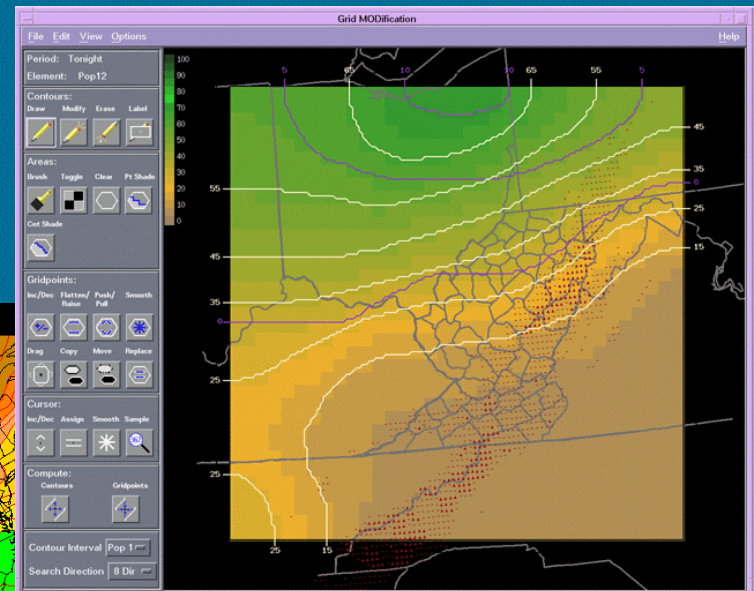 Grid MODification
File Edit View Options Help
Period: Tonight
Element: Pop12
Contours:
Draw Modify Erase Label
Areas:
Brush Toggle Clear Pt Shade
Cnt Shade
Gridpoints:
Inc/Dec Flatten/Raise Push/Pull Smooth
Drag Copy Move Replace
Cursor:
Inc/Dec Assign Smooth Sample
Compute:
Contours Gridpoints
Contour Interval Pop 1
Search Direction 8 Dir
100
90
80
70
60
50
40
30
20
10
0
5 65 10 10 65 55 5
45
55
35
0
25
45
15
35
0
25
25
25 15